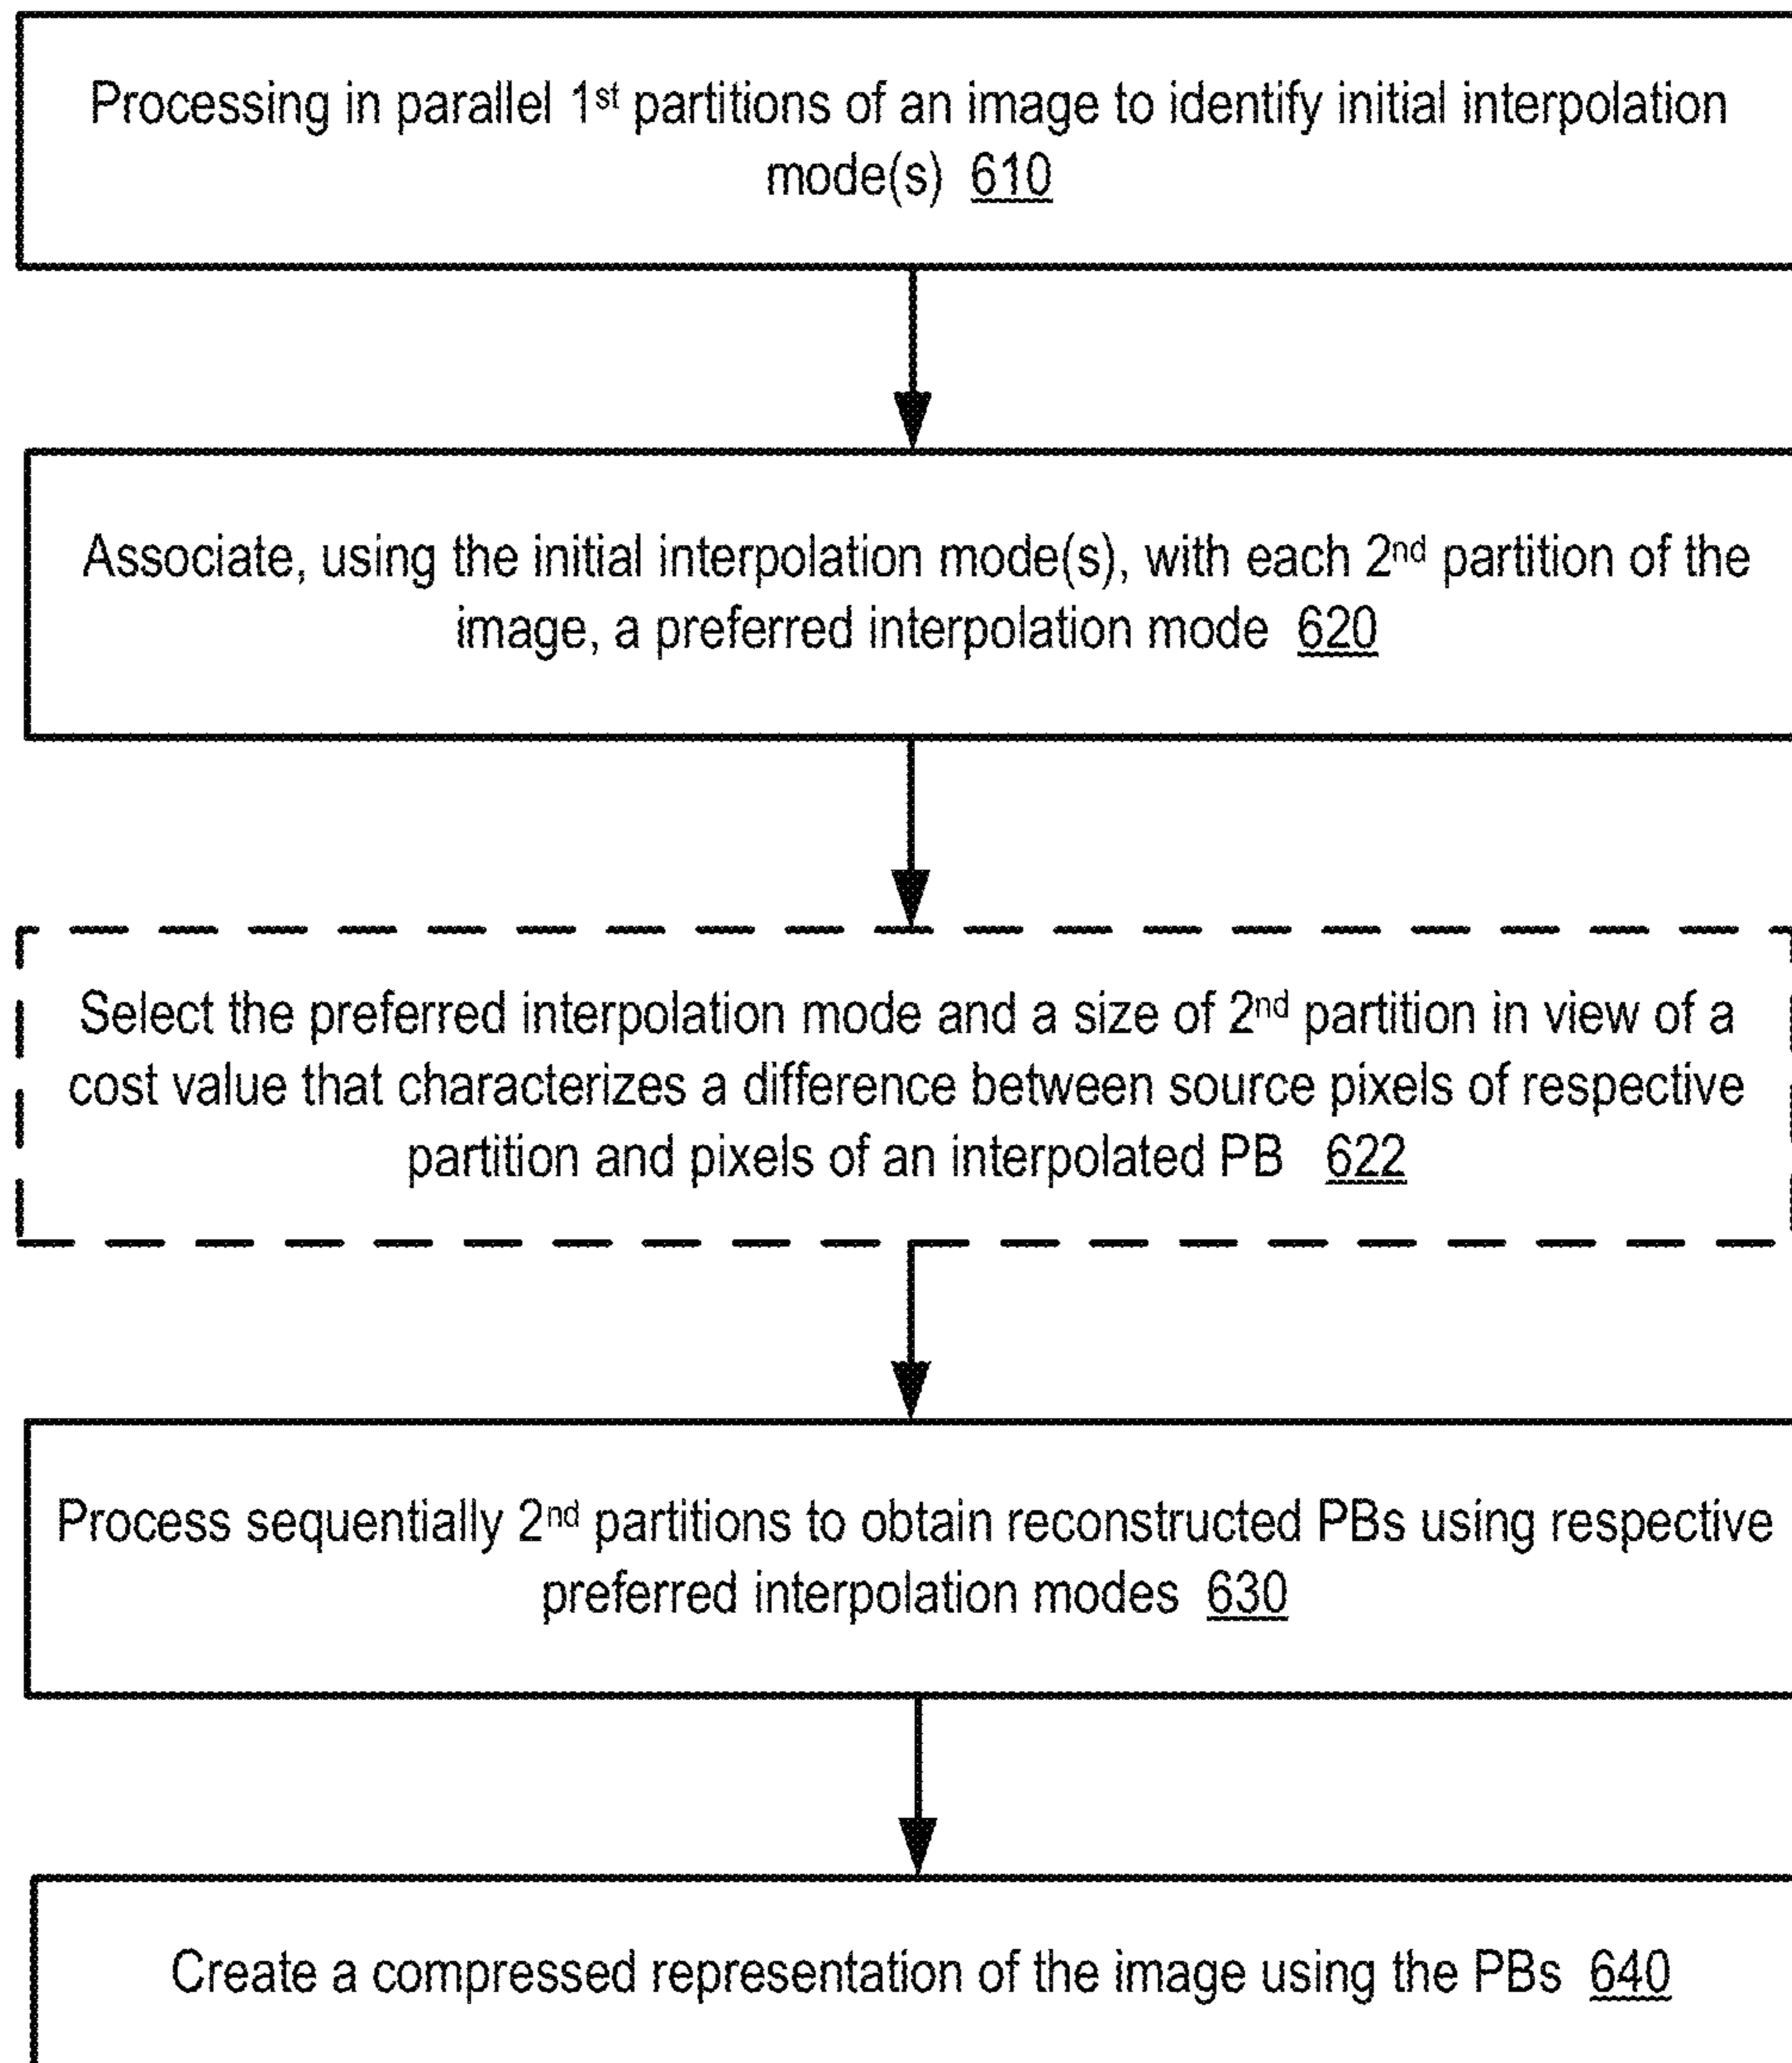 Processing in parallel 1st partitions of an image to identify initial interpolation
mode(s) 610
Associate, using the initial interpolation mode(s), with each 2nd partition of the
image, a preferred interpolation mode 620
Select the preferred interpolation mode and a size of 2nd partition in view of a
cost value that characterizes a difference between source pixels of respective
partition and pixels of an interpolated PB 622
Process sequentially 2nd partitions to obtain reconstructed PBs using respective
preferred interpolation modes 630
Create a compressed representation of the image using the PBs 640